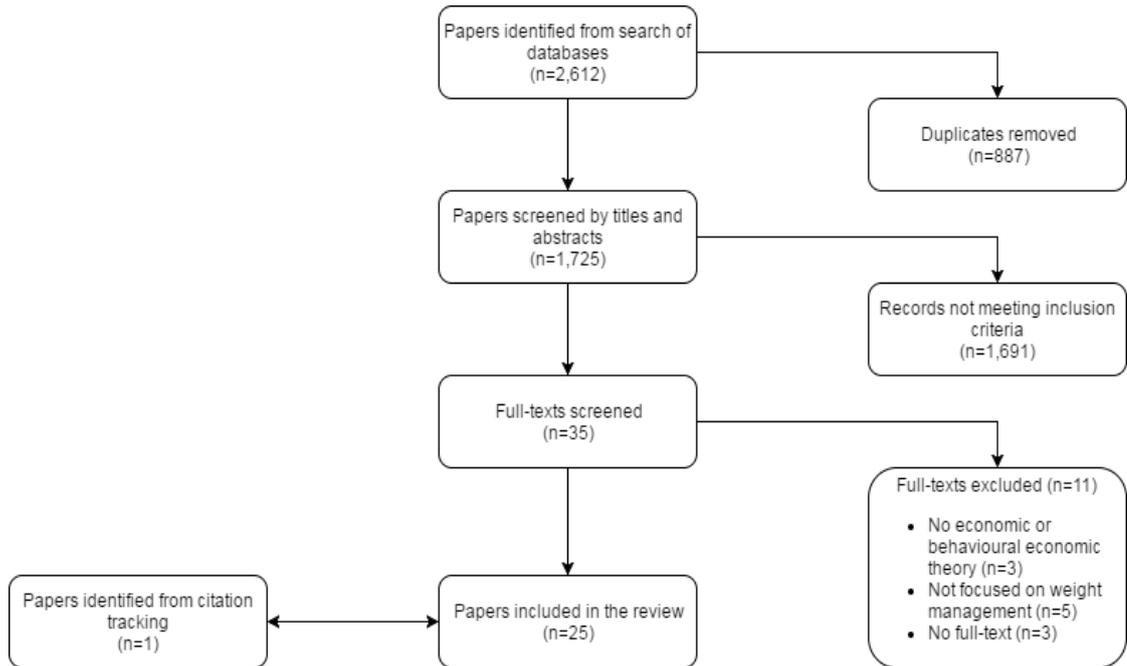 Papers identified from search of
databases
(n=2,612)
Duplicates removed
(n=887)
Papers screened by titles and
abstracts
(n=1,725)
Records not meeting inclusion
criteria
(n=1,691)
Full-texts screened
(n=35)
Full-texts excluded (n=11)
• No economic or
behavioural economic
theory (n=3)
• Not focused on weight
management (n=5)
• No full-text (n=3)
Papers identified from citation
tracking
(n=1)
Papers included in the review
(n=25)